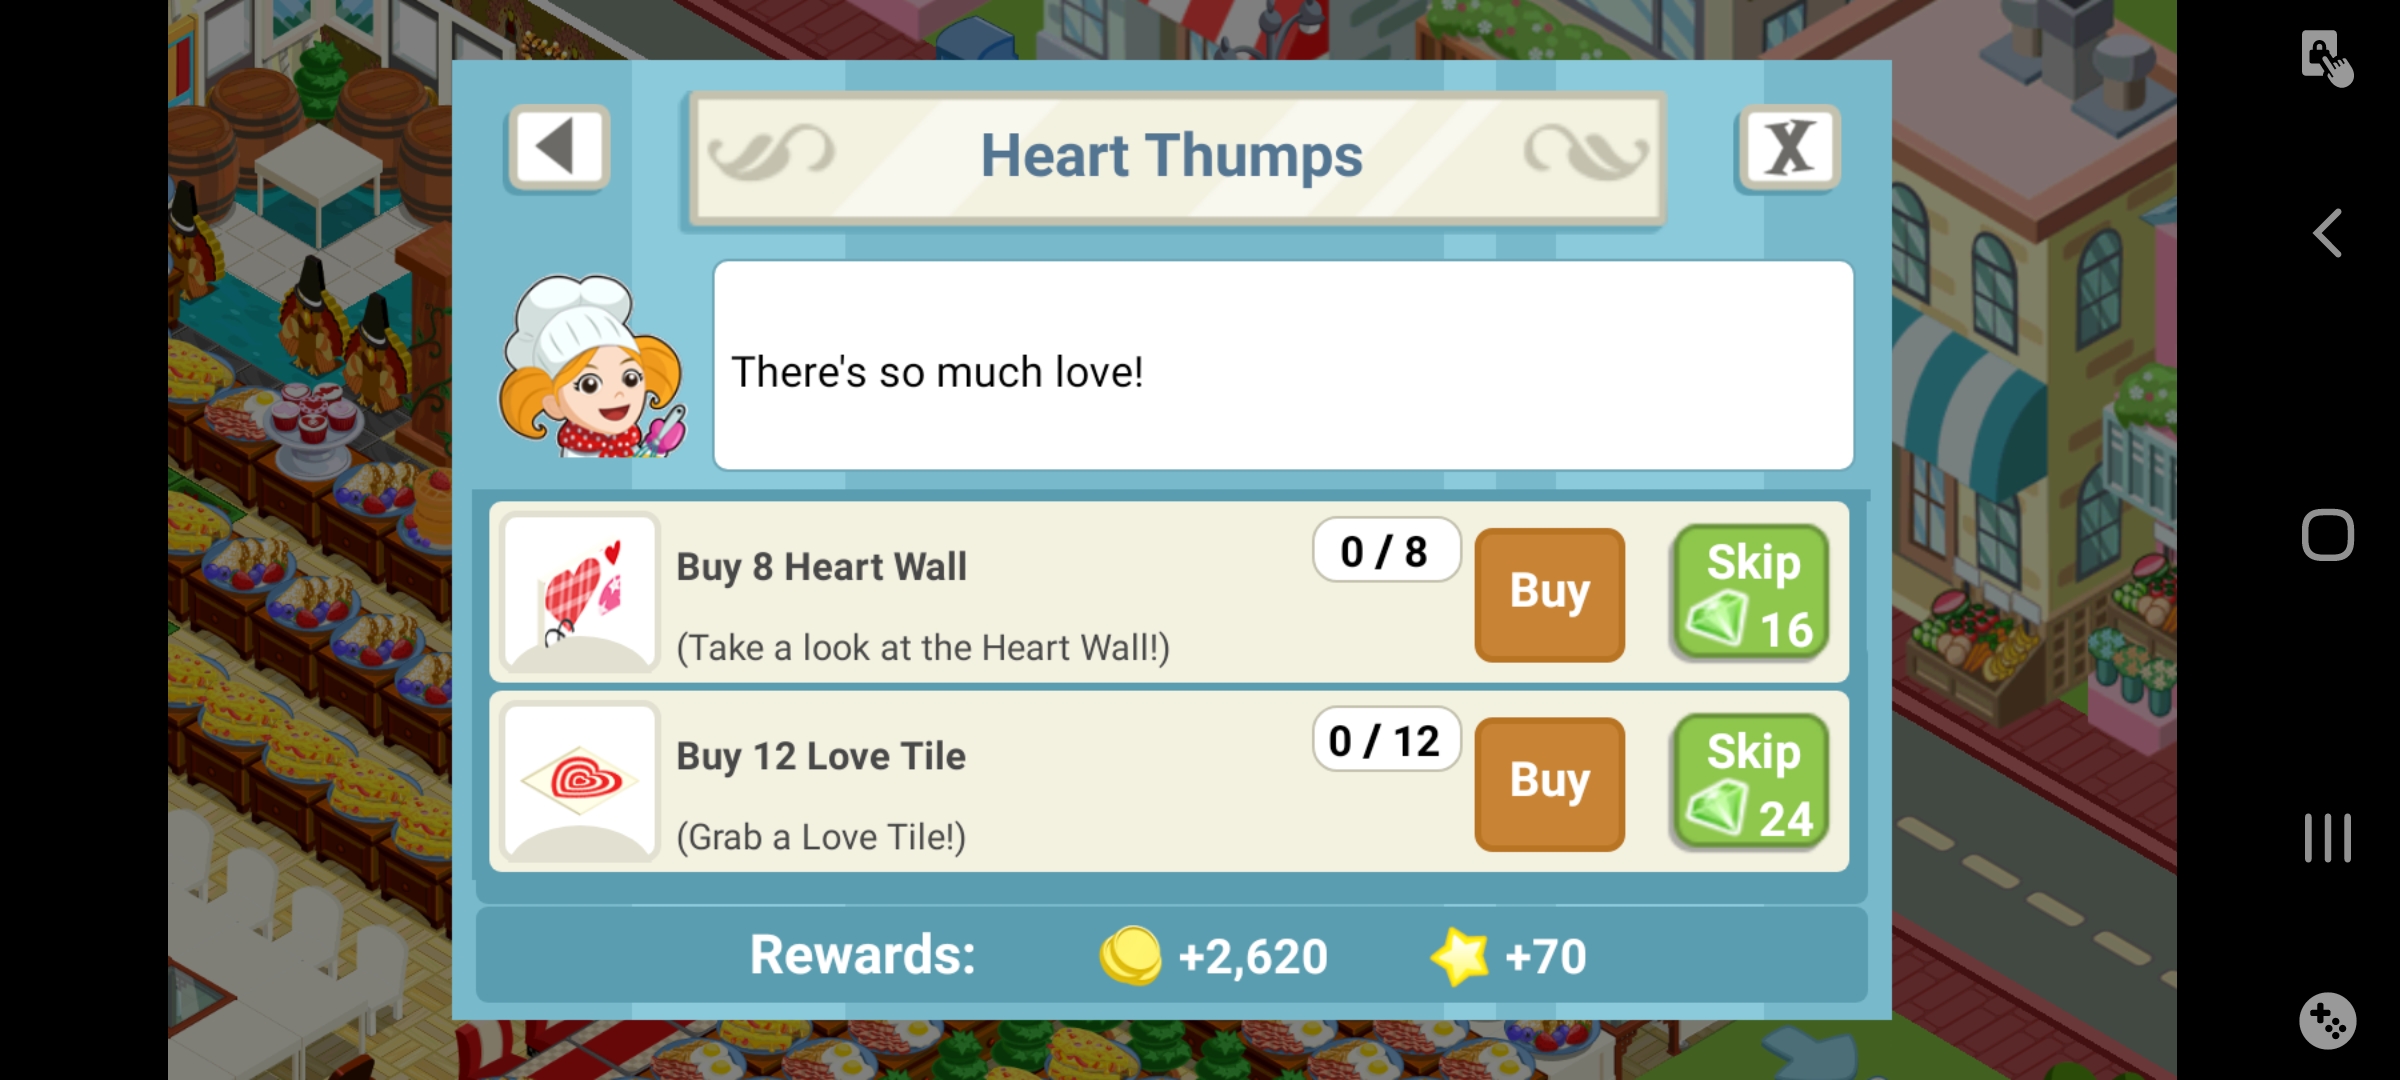 Heart Thumps
X
There's so much love!
Buy 8 Heart Wall
(Take a look at the Heart Wall!)
0 / 8
Buy
Skip
16
Buy 12 Love Tile
(Grab a Love Tile!)
0 / 12
Buy
Skip
24
Rewards: +2,620 +70